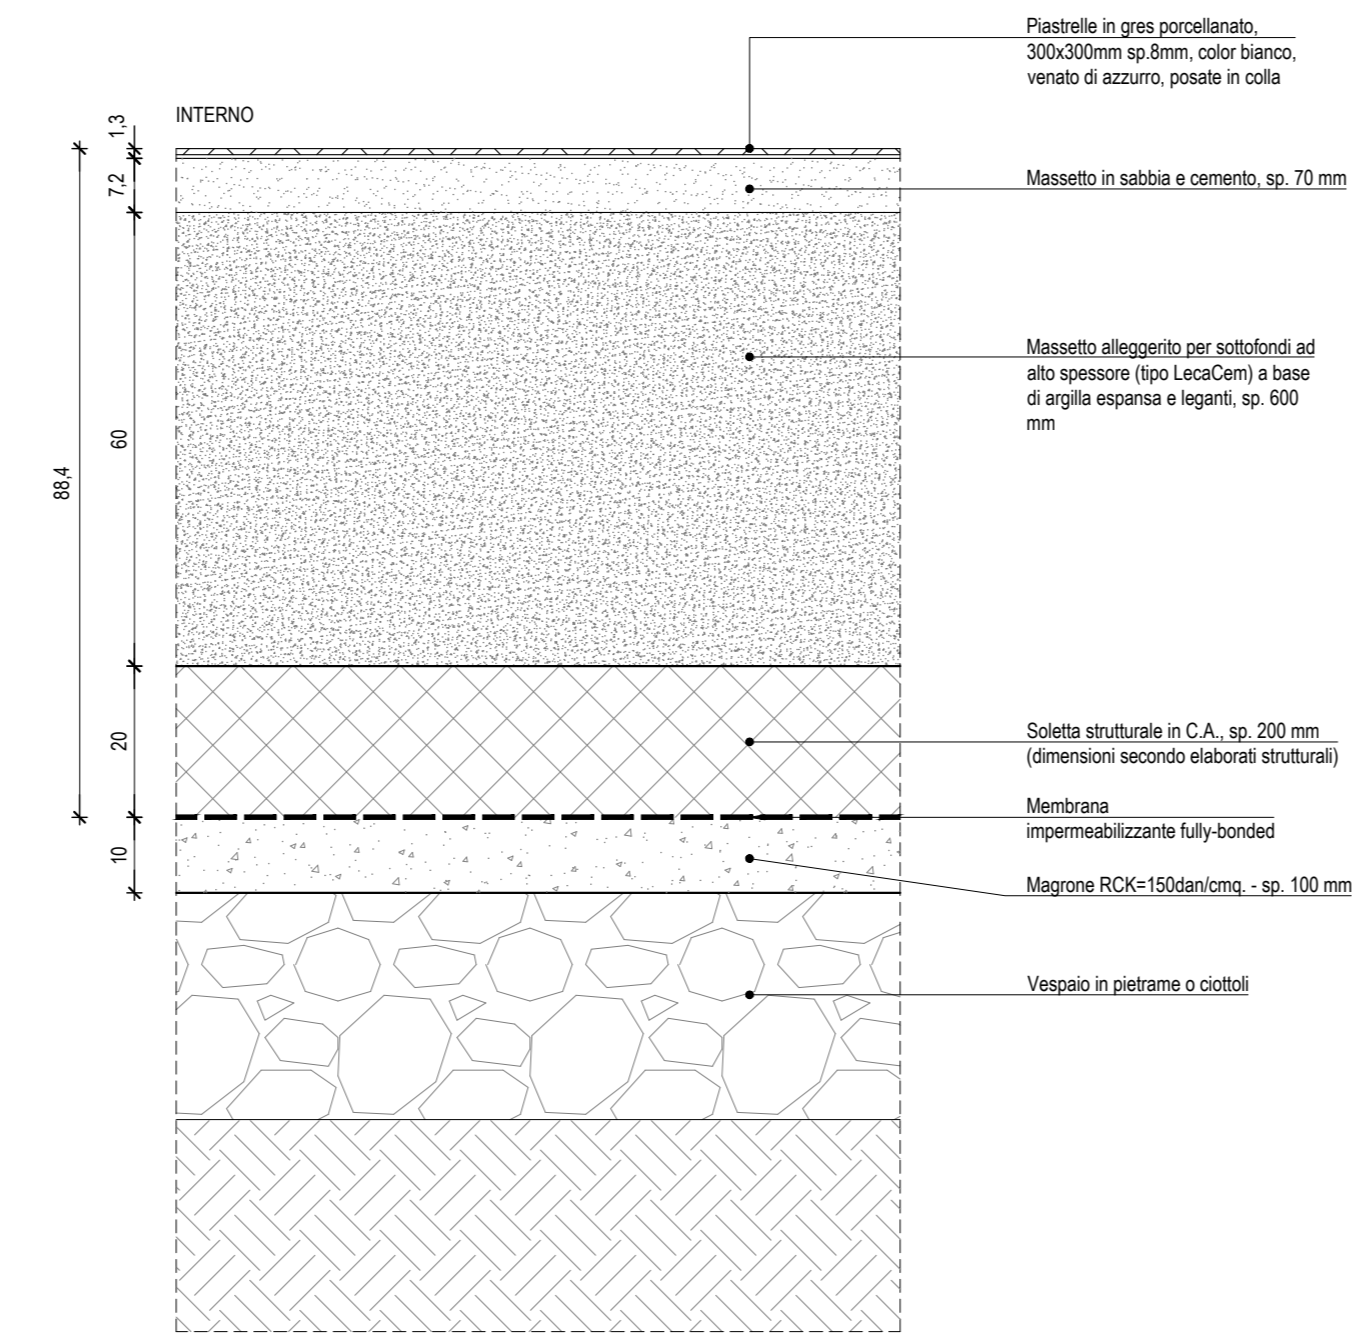 Piastrelle in gres porcellanato,
300x300mm sp.8mm, color bianco,
venato di azzurro, posate in colla
INTERNO
1,3
7,2
Massetto in sabbia e cemento, sp. 70 mm
Massetto alleggerito per sottofondi ad
alto spessore (tipo LecaCem) a base
di argilla espansa e leganti, sp. 600
mm
60
88,4
20
Soletta strutturale in C.A., sp. 200 mm
(dimensioni secondo elaborati strutturali)
Membrana
impermeabilizzante fully-bonded
10
Magrone RCK=150dan/cmq. - sp. 100 mm
Vespaio in pietrame o ciottoli